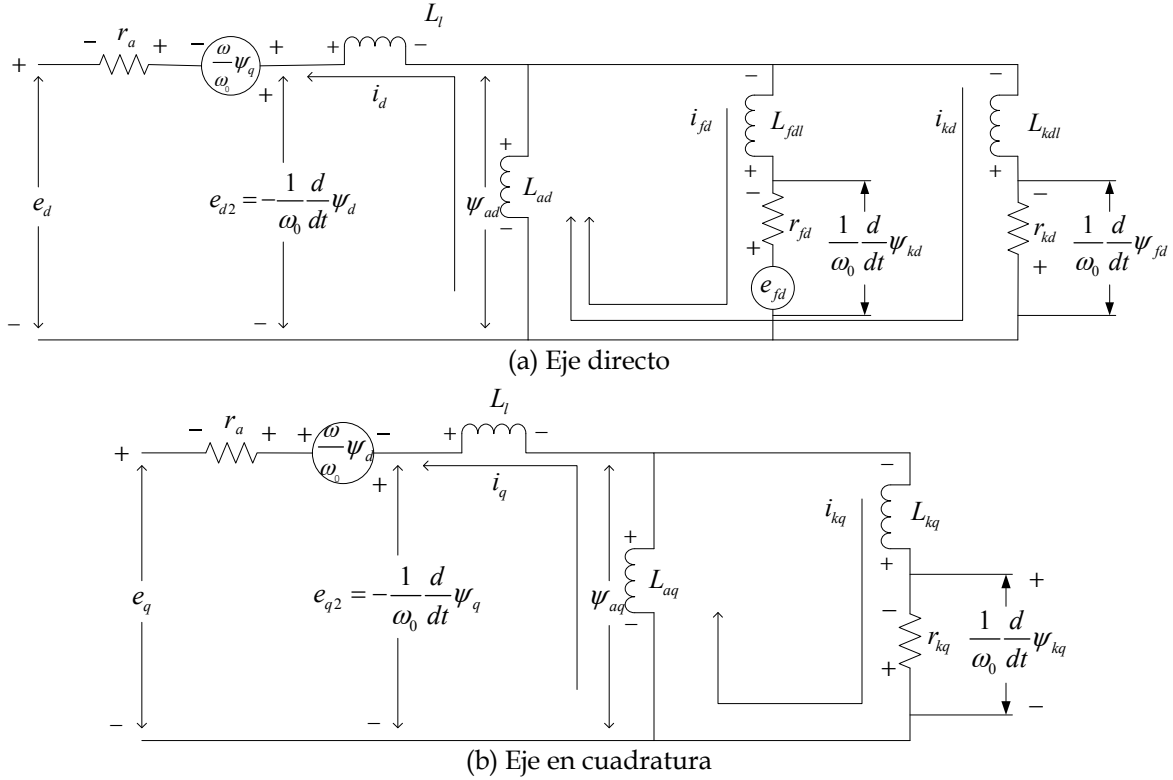 L_l
− r_a + − ω/ω_0 ψ_q + + −
+ i_d − − −
+ i_fd L_fdl i_kd L_kdl
+ + +
e_d e_d2 = − 1/ω_0 d/dt ψ_d ψ_ad L_ad − r_fd 1/ω_0 d/dt ψ_kd − r_kd 1/ω_0 d/dt ψ_fd
− + +
e_fd
− −
(a) Eje directo
L_l
− r_a + + ω/ω_0 ψ_d − + −
+ + i_q −
i_kq L_kq
+ +
e_q e_q2 = − 1/ω_0 d/dt ψ_q ψ_aq L_aq − r_kq 1/ω_0 d/dt ψ_kq +
− + −
− −
(b) Eje en cuadratura